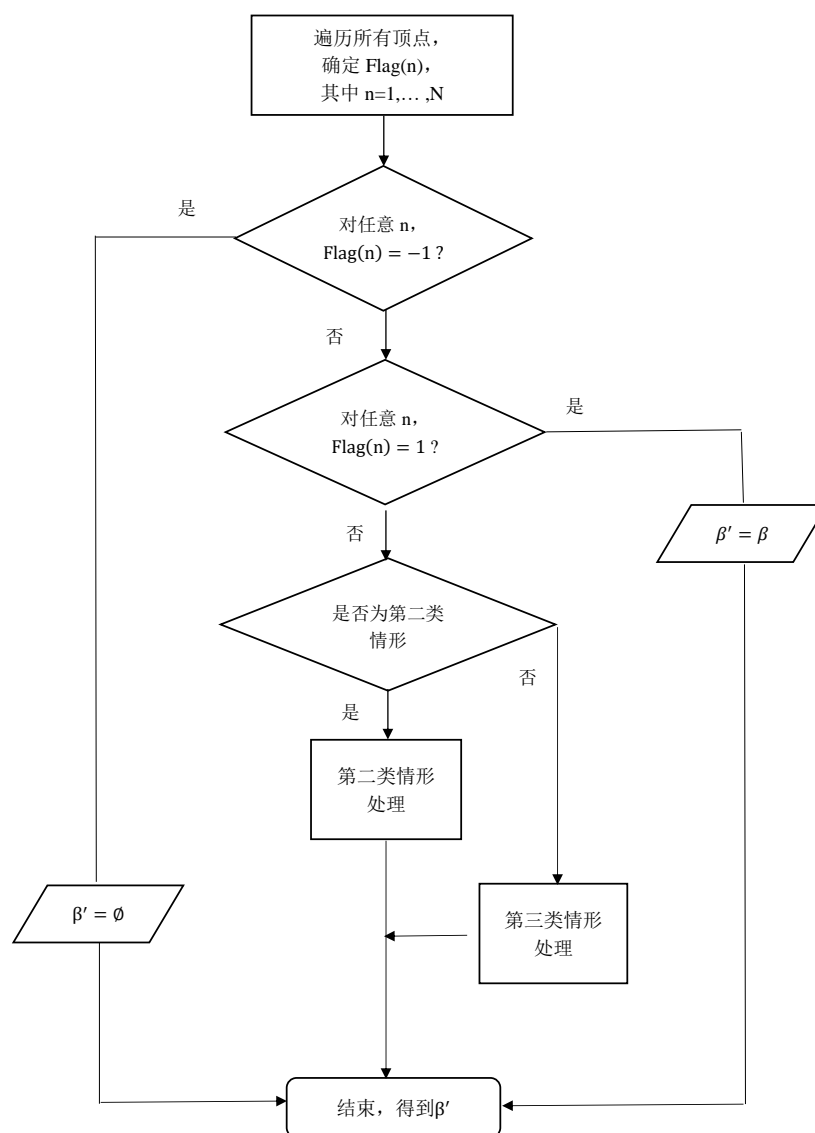 遍历所有顶点，
确定 Flag(n)，
其中 n=1,… ,N
是
对任意 n，
Flag(n) = −1 ?
否
对任意 n，
Flag(n) = 1 ?
是
β′ = β
否
是否为第二类
情形
否
是
第二类情形
处理
β′ = ∅
第三类情形
处理
结束，得到β′